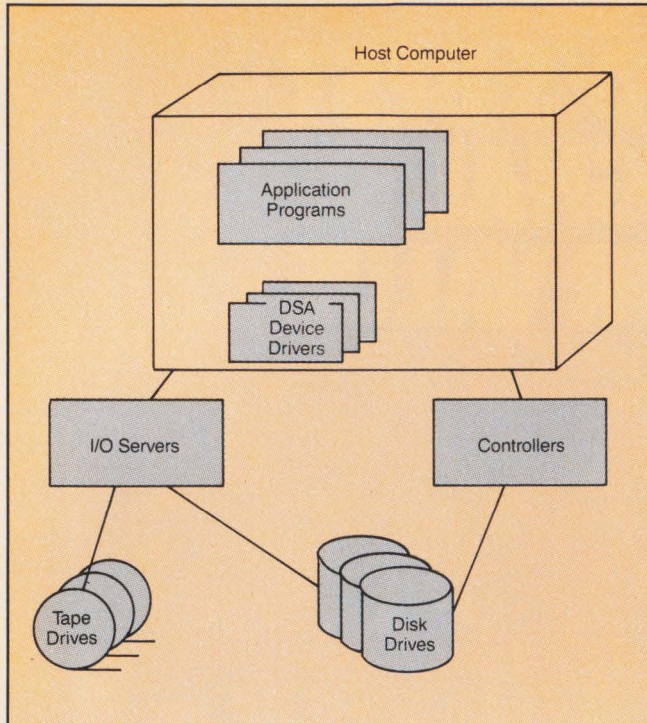 Host Computer
Application
Programs
DSA
Device
Drivers
I/O Servers
Controllers
Tape
Drives
Disk
Drives